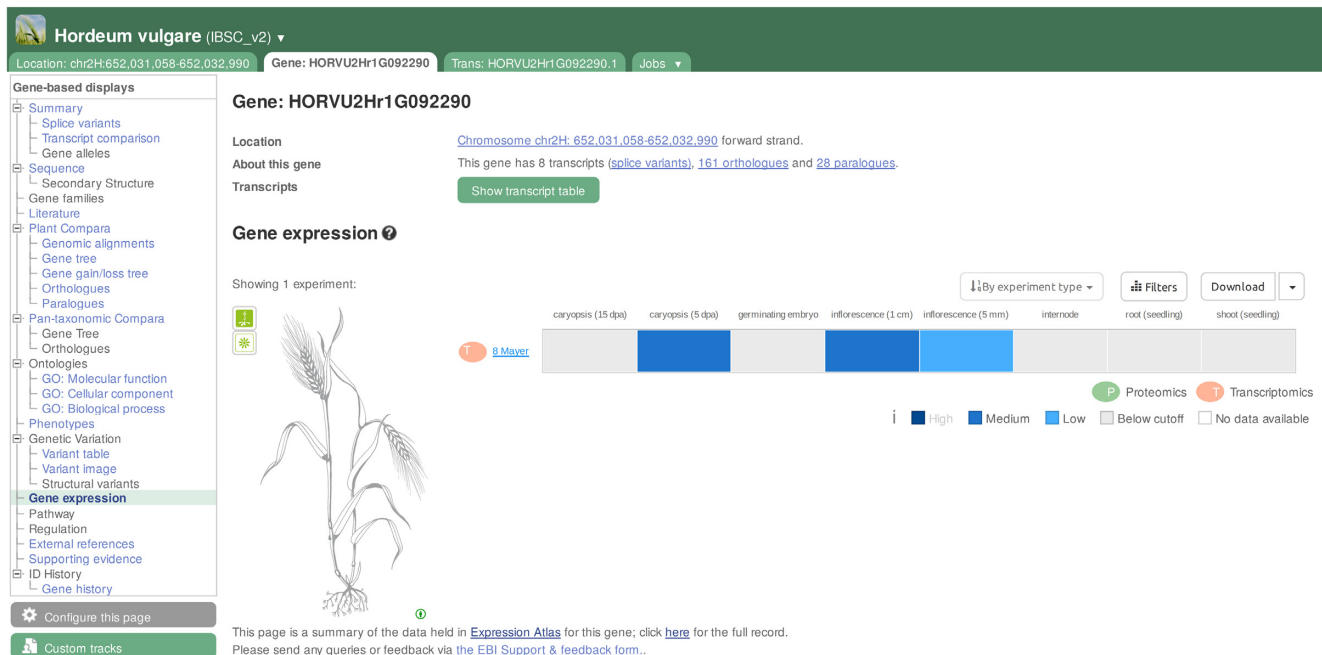 Hordeum vulgare (IBSC_v2) ▼
Location: chr2H:652,031,058-652,032,990 Gene: HORVU2Hr1G092290 Trans: HORVU2Hr1G092290.1 Jobs ▼
Gene-based displays
Summary
Splice variants
Transcript comparison
Gene alleles
Sequence
Secondary Structure
Gene families
Literature
Plant Compara
Genomic alignments
Gene tree
Gene gain/loss tree
Orthologues
Paralogues
Pan-taxonomic Compara
Gene Tree
Orthologues
Ontologies
GO: Molecular function
GO: Cellular component
GO: Biological process
Phenotypes
Genetic Variation
Variant table
Variant image
Structural variants
Gene expression
Pathway
Regulation
External references
Supporting evidence
ID History
Gene history
Configure this page
Custom tracks
Gene: HORVU2Hr1G092290
Location Chromosome chr2H: 652,031,058-652,032,990 forward strand.
About this gene This gene has 8 transcripts (splice variants), 161 orthologues and 28 paralogues.
Transcripts Show transcript table
Gene expression ?
Showing 1 experiment:
By experiment type Filters Download
caryopsis (15 dpa) caryopsis (5 dpa) germinating embryo inflorescence (1 cm) inflorescence (5 mm) internode root (seedling) shoot (seedling)
T 8 Mayer
P Proteomics T Transcriptomics
i High Medium Low Below cutoff No data available
This page is a summary of the data held in Expression Atlas for this gene; click here for the full record.
Please send any queries or feedback via the EBI Support & feedback form..